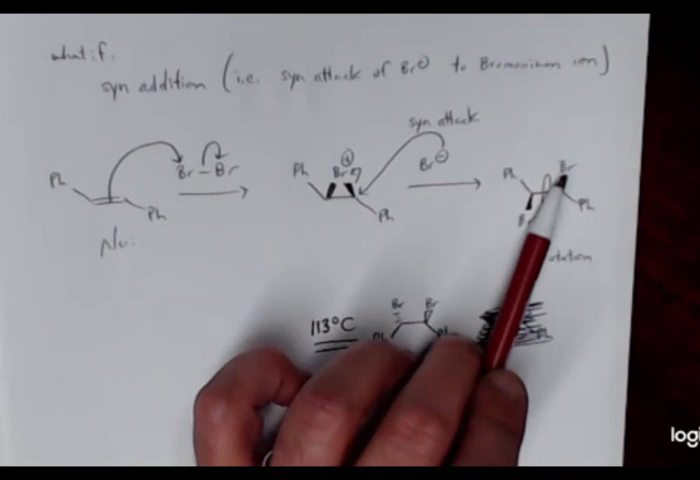 what if:
syn addition (i.e. syn attack of Br⊖ to Bromonium ion)
syn attack
Ph Br–Br Ph ⊕ Br Br⊖ Ph Br
Ph Ph Ph
Nu:
Br Br
113°C
Ph
logi